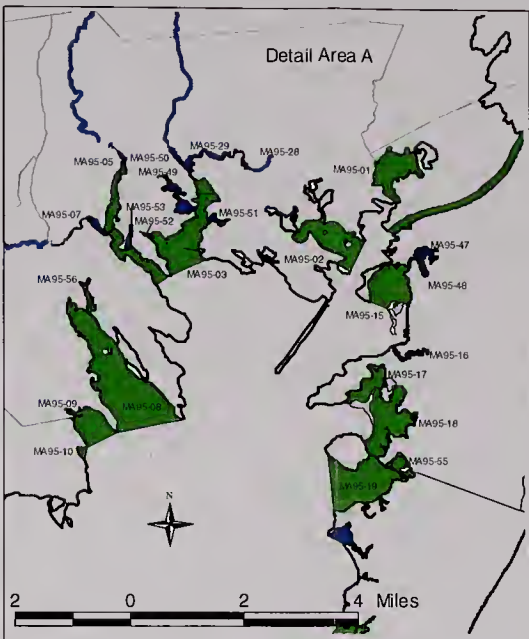 Detail Area A
MA95-29
MA95-28
MA95-05
MA95-50
MA95-49
MA95-01
MA95-07
MA95-53
MA95-52
MA95-51
MA95-47
MA95-02
MA95-03
MA95-48
MA95-56
MA95-15
MA95-16
MA95-17
MA95-09
MA95-08
MA95-18
MA95-10
MA95-55
MA95-19
N
2 0 2 4 Miles